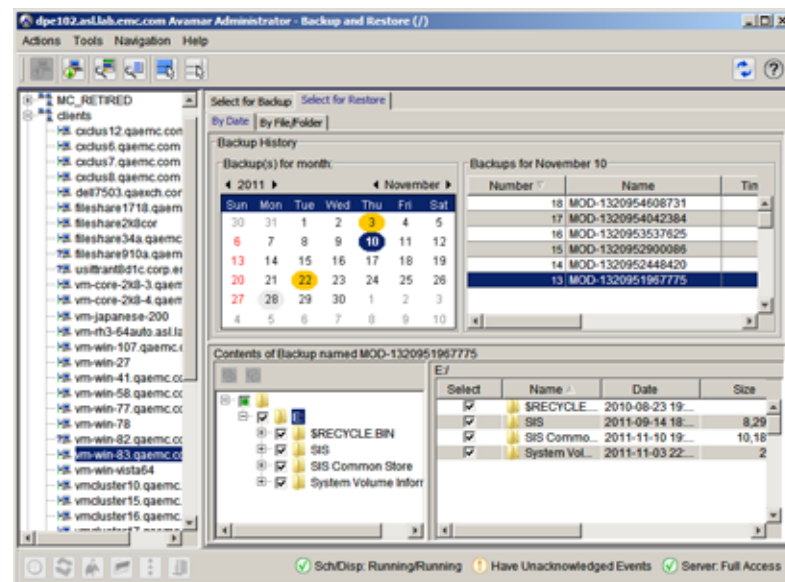 dpe102.asl.lab.emc.com Avamar Administrator - Backup and Restore (/)
Actions Tools Navigation Help
MC_RETIRED
clients
cxclus12.qaemc.com
cxclus6.qaemc.com
cxclus7.qaemc.com
cxclus8.qaemc.com
dell7503.qaexch.cor
fileshare1718.qaem
fileshare2k8cor
fileshare34a.qaemc
fileshare910a.qaem
usittrantl8d1c.corp.er
vm-core-2k8-3.qaem
vm-core-2k8-4.qaem
vm-japanese-200
vm-rh3-64auto.asl.la
vm-win-107.qaemc.c
vm-win-27
vm-win-41.qaemc.cc
vm-win-58.qaemc.cc
vm-win-77.qaemc.cc
vm-win-78
vm-win-82.qaemc.cc
vm-win-83.qaemc.cc
vm-win-vista64
vmcluster10.qaemc.
vmcluster15.qaemc.
vmcluster16.qaemc.
Select for Backup Select for Restore
By Date By File/Folder
Backup History
Backup(s) for month:
2011 November
Sun Mon Tue Wed Thu Fri Sat
30 31 1 2 3 4 5
6 7 8 9 10 11 12
13 14 15 16 17 18 19
20 21 22 23 24 25 26
27 28 29 30 1 2 3
4 5 6 7 8 9 10
Backups for November 10
Number Name Tim
18 MOD-1320954608731
17 MOD-1320954042384
16 MOD-1320953537625
15 MOD-1320952900086
14 MOD-1320952448420
13 MOD-1320951967775
Contents of Backup named MOD-1320951967775
E:
$RECYCLE.BIN
SIS
SIS Common Store
System Volume Inforr
E:/
Select Name Date Size
$RECYCLE... 2010-08-23 19:...
SIS 2011-09-14 18:... 8,29
SIS Commo... 2011-11-10 19:... 10,18
System Vol... 2011-11-03 22:... 2
Sch/Disp: Running/Running Have Unacknowledged Events Server: Full Access